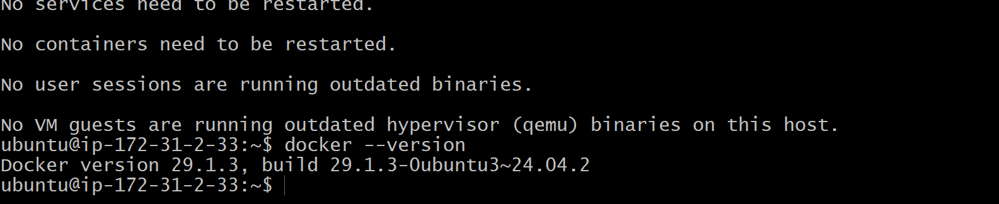 No services need to be restarted.
No containers need to be restarted.
No user sessions are running outdated binaries.
No VM guests are running outdated hypervisor (qemu) binaries on this host.
ubuntu@ip-172-31-2-33:~$ docker --version
Docker version 29.1.3, build 29.1.3-0ubuntu3~24.04.2
ubuntu@ip-172-31-2-33:~$